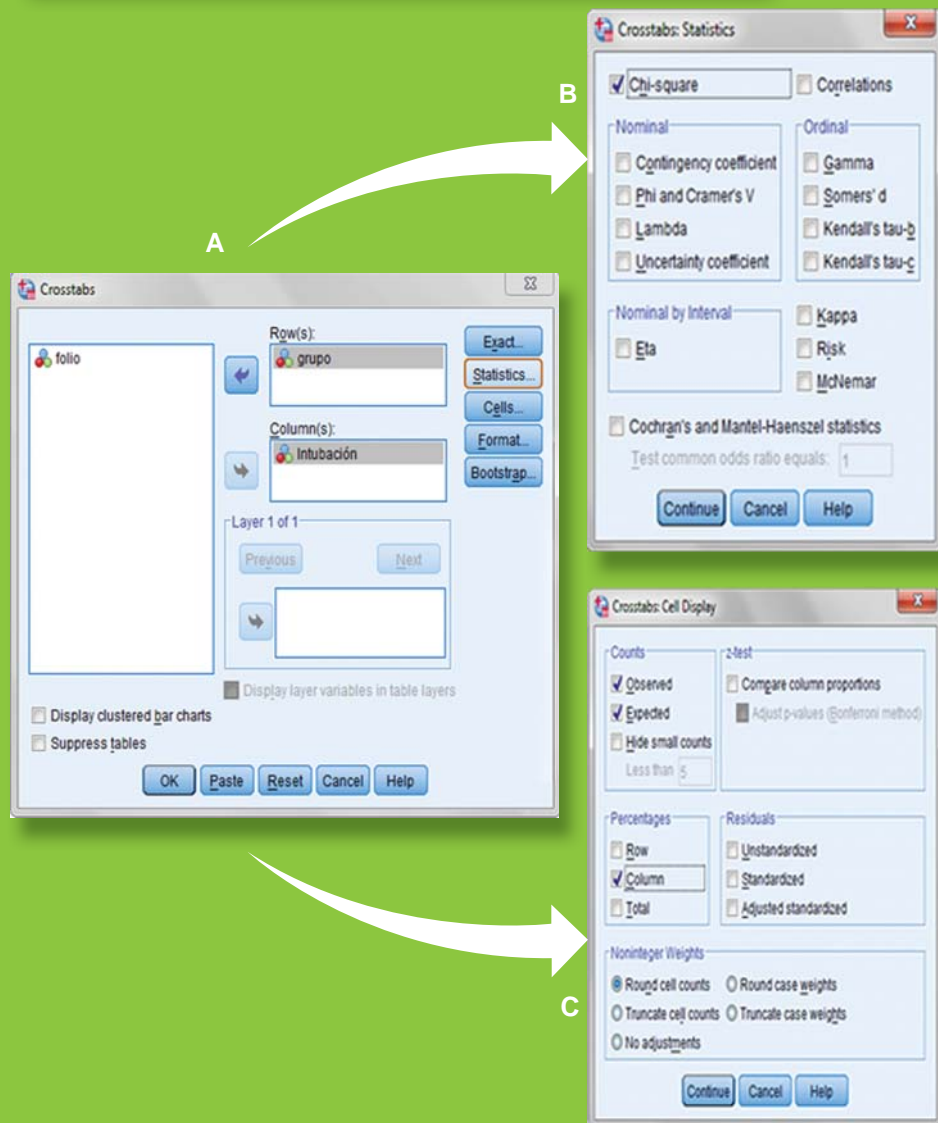 A
Crosstabs
folio
Row(s):
grupo
Column(s):
Intubación
Layer 1 of 1
Previous
Next
Display layer variables in table layers
Display clustered bar charts
Suppress tables
Exact...
Statistics...
Cells...
Format...
Bootstrap...
OK
Paste
Reset
Cancel
Help
B
Crosstabs: Statistics
Chi-square
Correlations
Nominal
Contingency coefficient
Phi and Cramer's V
Lambda
Uncertainty coefficient
Ordinal
Gamma
Somers' d
Kendall's tau-b
Kendall's tau-c
Nominal by Interval
Eta
Kappa
Risk
McNemar
Cochran's and Mantel-Haenszel statistics
Test common odds ratio equals: 1
Continue
Cancel
Help
C
Crosstabs: Cell Display
Counts
Observed
Expected
Hide small counts
Less than 5
z-test
Compare column proportions
Adjust p-values (Bonferroni method)
Percentages
Row
Column
Total
Residuals
Unstandardized
Standardized
Adjusted standardized
Noninteger Weights
Round cell counts
Round case weights
Truncate cell counts
Truncate case weights
No adjustments
Continue
Cancel
Help